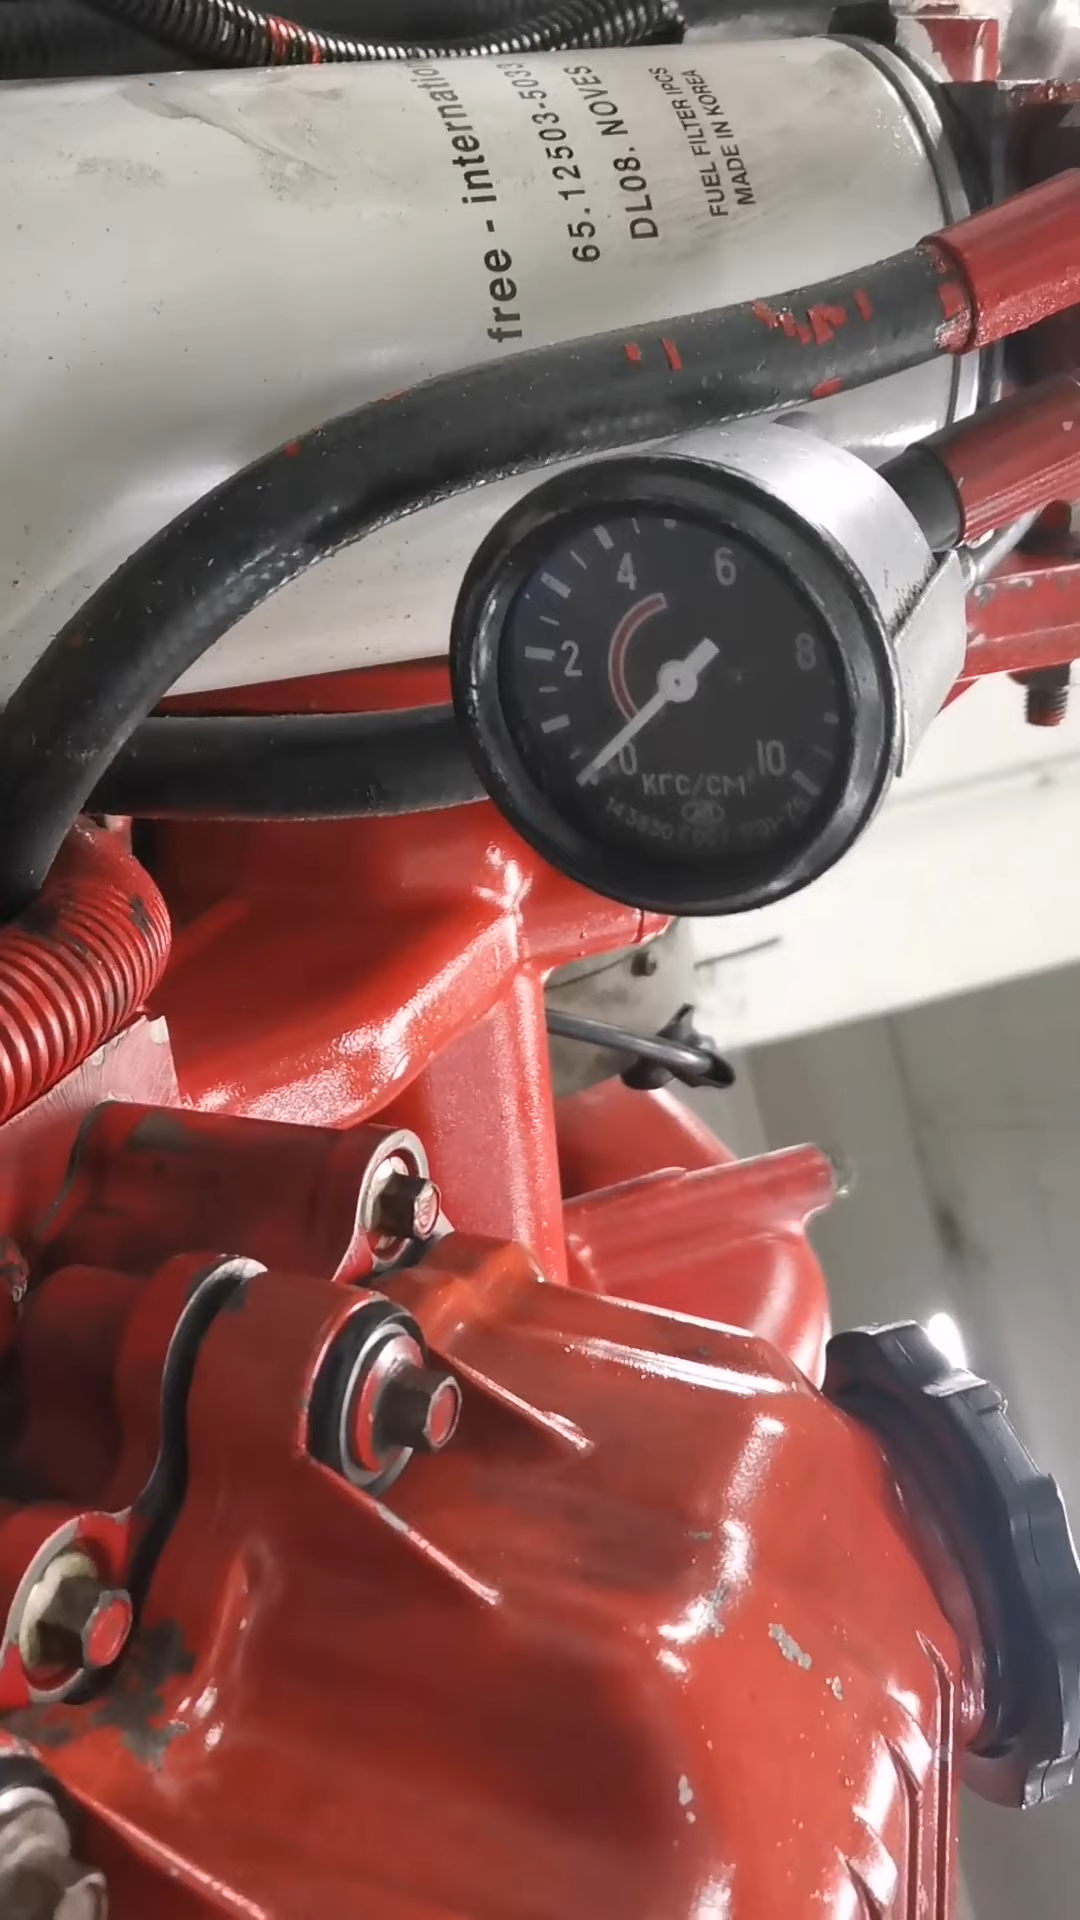 free - internation
65.12503-503
DL08. NOVES
FUEL FILTER IPCS
MADE IN KOREA
0
2
4
6
8
10
КГС/СМ²